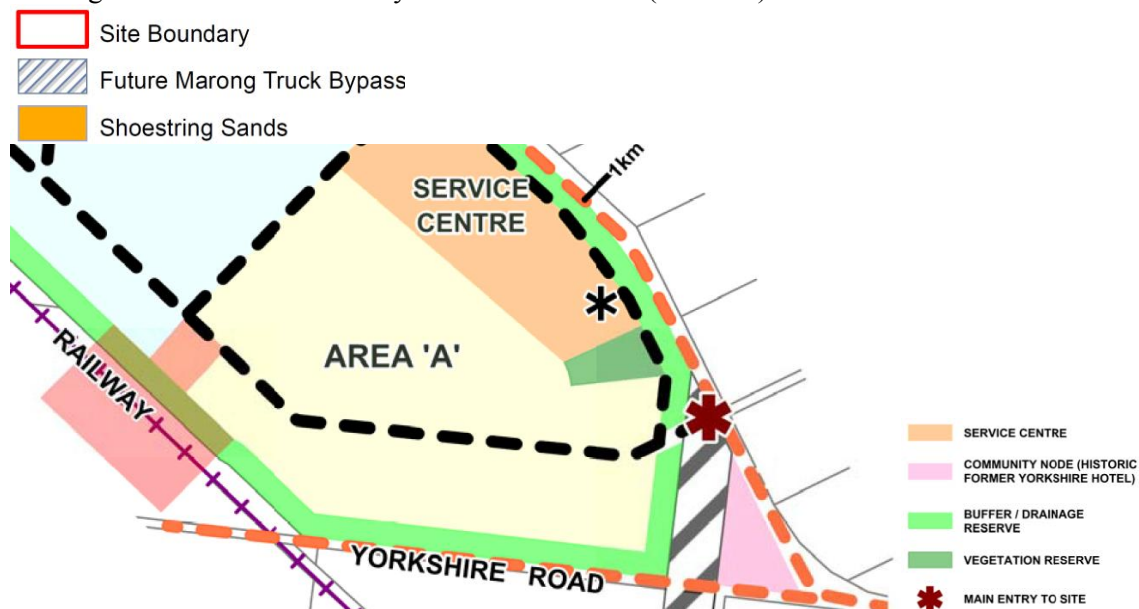 Site Boundary
Future Marong Truck Bypass
Shoestring Sands
1km
SERVICE
CENTRE
AREA 'A'
RAILWAY
YORKSHIRE ROAD
SERVICE CENTRE
COMMUNITY NODE (HISTORIC
FORMER YORKSHIRE HOTEL)
BUFFER / DRAINAGE
RESERVE
VEGETATION RESERVE
MAIN ENTRY TO SITE